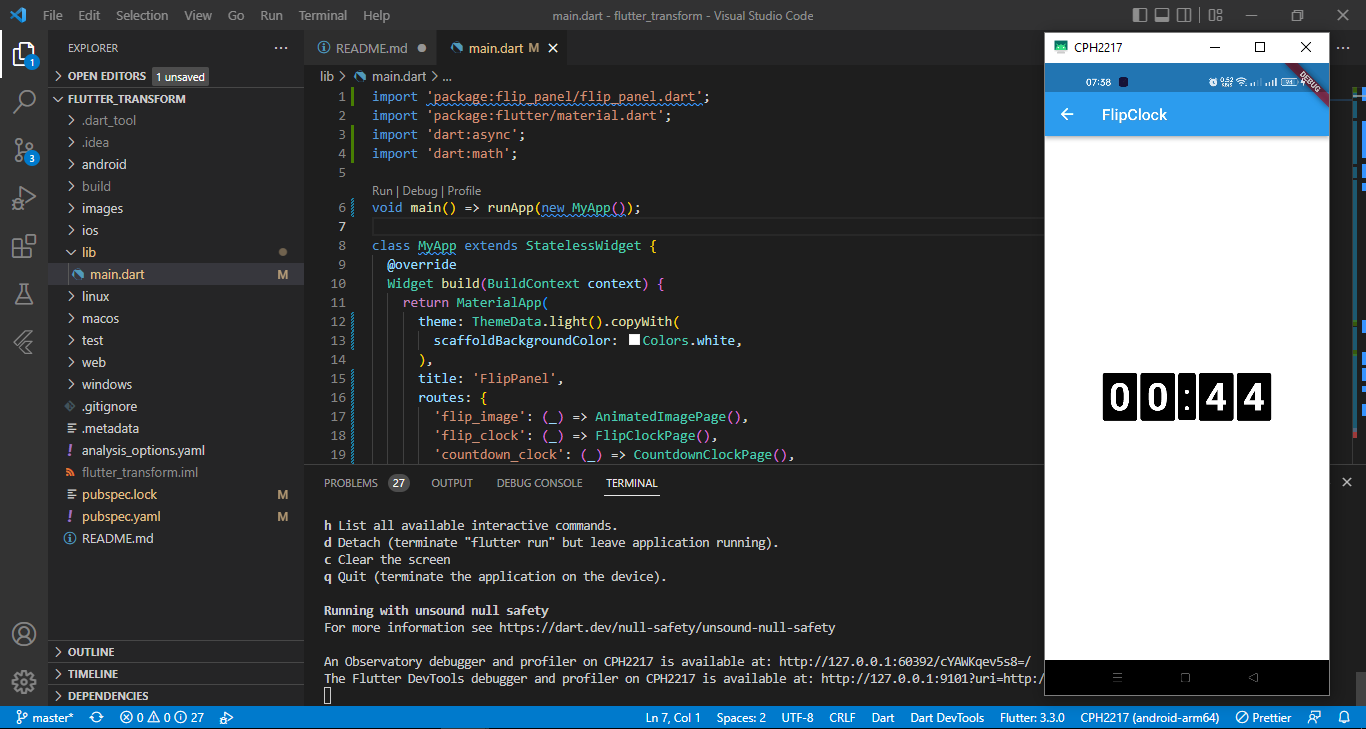 File Edit Selection View Go Run Terminal Help
main.dart - flutter_transform - Visual Studio Code
EXPLORER
OPEN EDITORS 1 unsaved
FLUTTER_TRANSFORM
.dart_tool
.idea
android
build
images
ios
lib
main.dart M
linux
macos
test
web
windows
.gitignore
.metadata
analysis_options.yaml
flutter_transform.iml
pubspec.lock M
pubspec.yaml M
README.md
OUTLINE
TIMELINE
DEPENDENCIES
1
3
README.md
main.dart M
lib > main.dart > ...
1 import 'package:flip_panel/flip_panel.dart';
2 import 'package:flutter/material.dart';
3 import 'dart:async';
4 import 'dart:math';
5
Run | Debug | Profile
6 void main() => runApp(new MyApp());
7
8 class MyApp extends StatelessWidget {
9 @override
10 Widget build(BuildContext context) {
11 return MaterialApp(
12 theme: ThemeData.light().copyWith(
13 scaffoldBackgroundColor: Colors.white,
14 ),
15 title: 'FlipPanel',
16 routes: {
17 'flip_image': (_) => AnimatedImagePage(),
18 'flip_clock': (_) => FlipClockPage(),
19 'countdown_clock': (_) => CountdownClockPage(),
PROBLEMS 27 OUTPUT DEBUG CONSOLE TERMINAL
h List all available interactive commands.
d Detach (terminate "flutter run" but leave application running).
c Clear the screen
q Quit (terminate the application on the device).
Running with unsound null safety
For more information see https://dart.dev/null-safety/unsound-null-safety
An Observatory debugger and profiler on CPH2217 is available at: http://127.0.0.1:60392/cYAWKqev5s8=/
The Flutter DevTools debugger and profiler on CPH2217 is available at: http://127.0.0.1:9101?uri=http:/
CPH2217
07:38
DEBUG
FlipClock
00:44
master* 0 0 27
Ln 7, Col 1 Spaces: 2 UTF-8 CRLF Dart Dart DevTools Flutter: 3.3.0 CPH2217 (android-arm64) Prettier